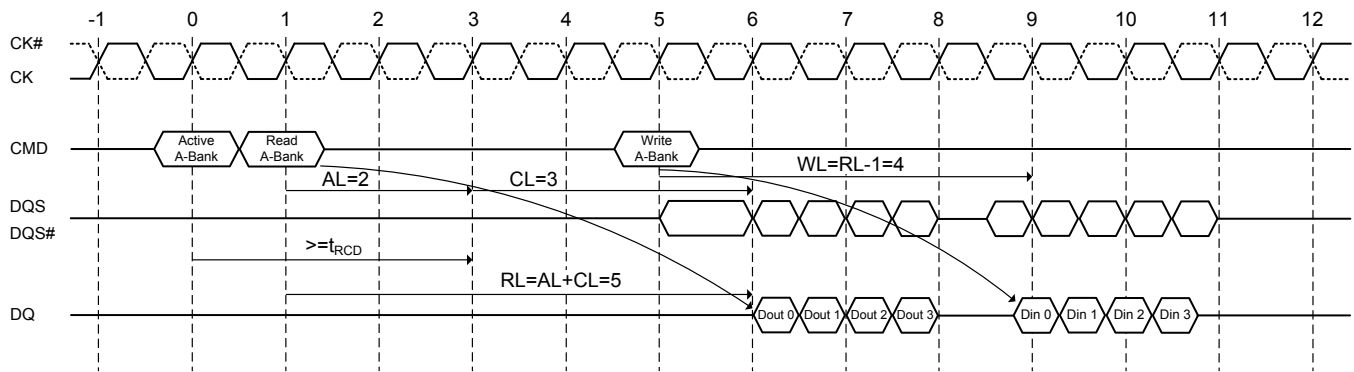 -1 0 1 2 3 4 5 6 7 8 9 10 11 12
CK#
CK
CMD
Active
A-Bank
Read
A-Bank
Write
A-Bank
WL=RL-1=4
AL=2
CL=3
DQS
DQS#
>=tRCD
RL=AL+CL=5
DQ
Dout 0 Dout 1 Dout 2 Dout 3 Din 0 Din 1 Din 2 Din 3